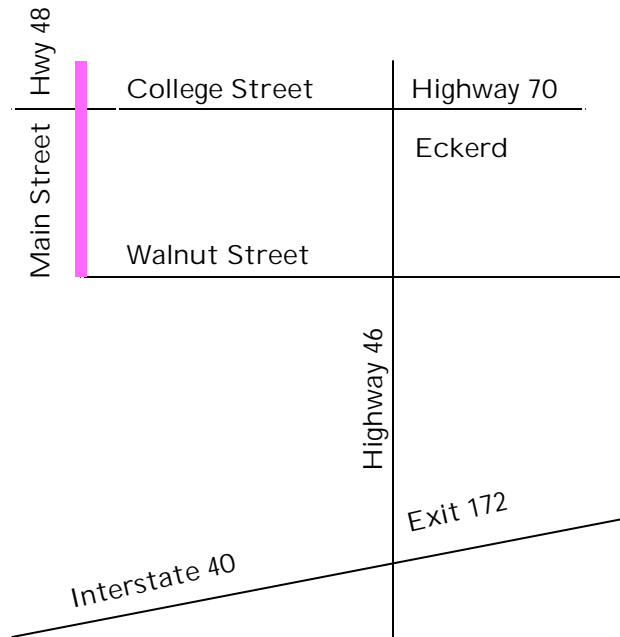 Hwy 48
College Street
Highway 70
Main Street
Eckerd
Walnut Street
Highway 46
Exit 172
Interstate 40